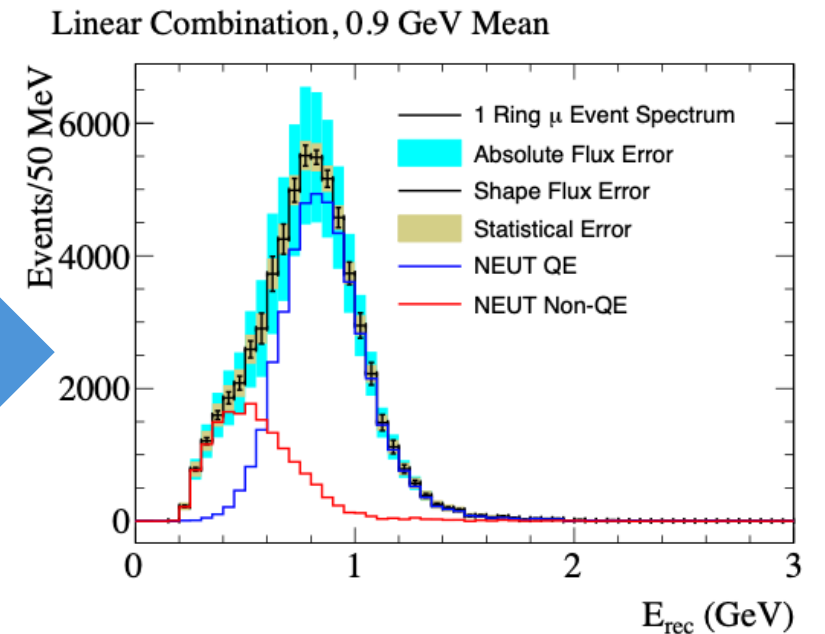 Linear Combination, 0.9 GeV Mean
Events/50 MeV
6000
4000
2000
0
1 Ring μ Event Spectrum
Absolute Flux Error
Shape Flux Error
Statistical Error
NEUT QE
NEUT Non-QE
0 1 2 3
E_rec (GeV)